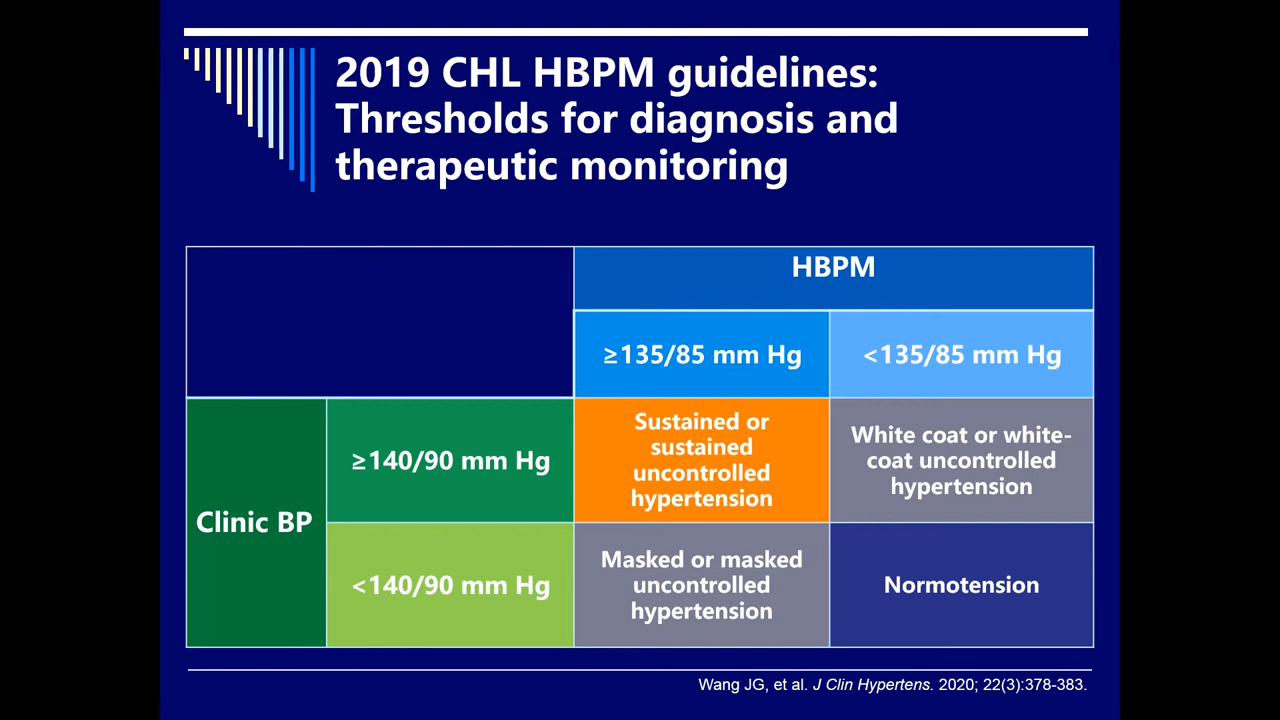 2019 CHL HBPM guidelines:
Thresholds for diagnosis and
therapeutic monitoring
HBPM
≥135/85 mm Hg
<135/85 mm Hg
Clinic BP
≥140/90 mm Hg
Sustained or
sustained
uncontrolled
hypertension
White coat or white-
coat uncontrolled
hypertension
<140/90 mm Hg
Masked or masked
uncontrolled
hypertension
Normotension
Wang JG, et al. J Clin Hypertens. 2020; 22(3):378-383.